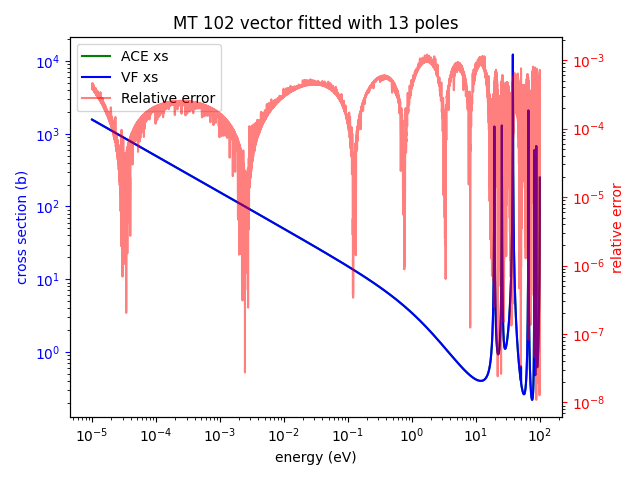 MT 102 vector fitted with 13 poles
ACE xs
VF xs
Relative error
cross section (b)
10⁴
10³
10²
10¹
10⁰
relative error
10⁻³
10⁻⁴
10⁻⁵
10⁻⁶
10⁻⁷
10⁻⁸
10⁻⁵ 10⁻⁴ 10⁻³ 10⁻² 10⁻¹ 10⁰ 10¹ 10²
energy (eV)